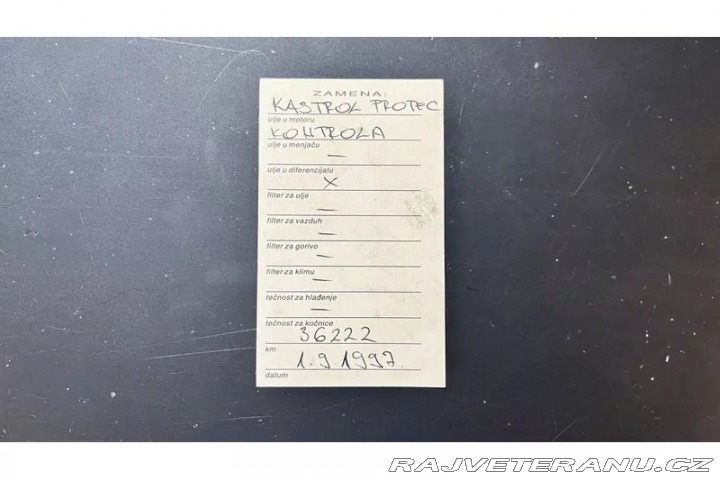 ZAMENA:
KASTROL PROTEC
ulje u motoru
KONTROLA
ulje u menjaču
—
ulje u diferencijalu
X
filter za ulje
—
filter za vazduh
—
filter za gorivo
—
filter za klimu
—
tečnost za hlađenje
—
tečnost za kočnice
36222
km
1.9.1997.
datum
RAJVETERANU.CZ